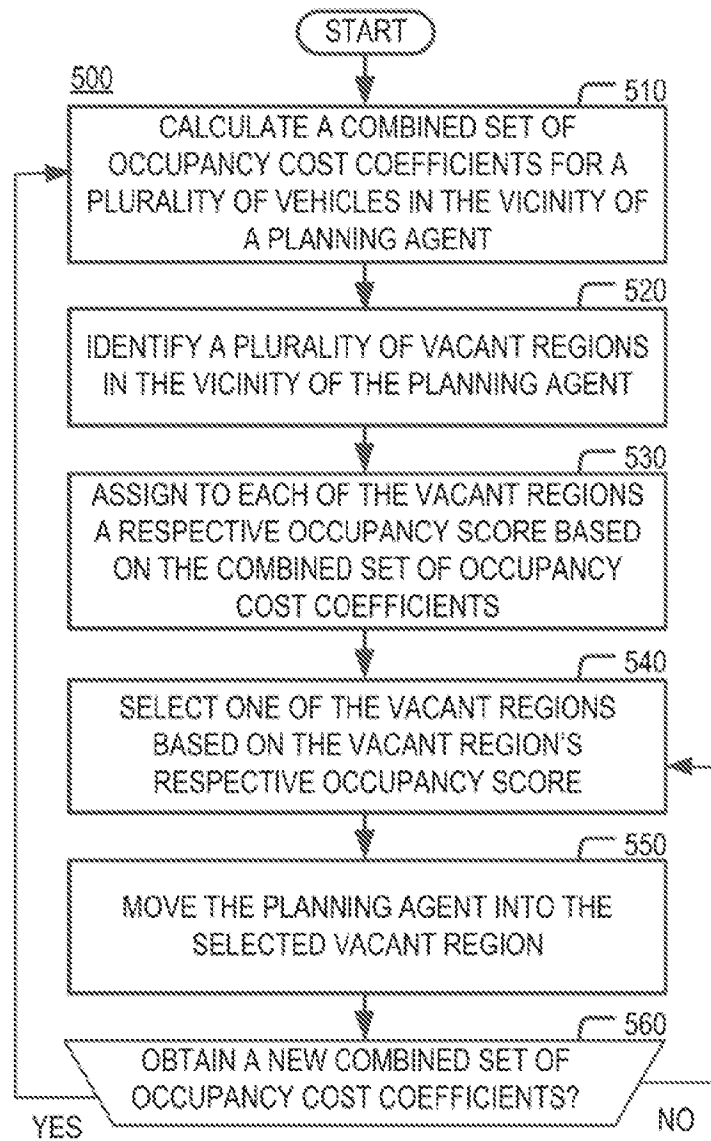 START
500
510
CALCULATE A COMBINED SET OF
OCCUPANCY COST COEFFICIENTS FOR A
PLURALITY OF VEHICLES IN THE VICINITY OF
A PLANNING AGENT
520
IDENTIFY A PLURALITY OF VACANT REGIONS
IN THE VICINITY OF THE PLANNING AGENT
530
ASSIGN TO EACH OF THE VACANT REGIONS
A RESPECTIVE OCCUPANCY SCORE BASED
ON THE COMBINED SET OF OCCUPANCY
COST COEFFICIENTS
540
SELECT ONE OF THE VACANT REGIONS
BASED ON THE VACANT REGION'S
RESPECTIVE OCCUPANCY SCORE
550
MOVE THE PLANNING AGENT INTO THE
SELECTED VACANT REGION
560
OBTAIN A NEW COMBINED SET OF
OCCUPANCY COST COEFFICIENTS?
YES
NO